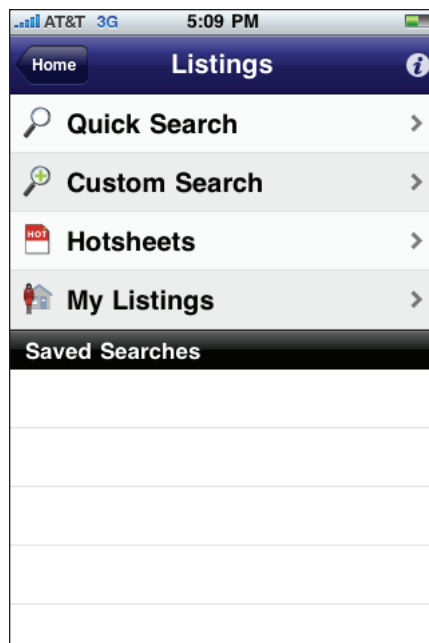 AT&T 3G 5:09 PM
Home Listings
Quick Search
Custom Search
HOT Hotsheets
My Listings
Saved Searches